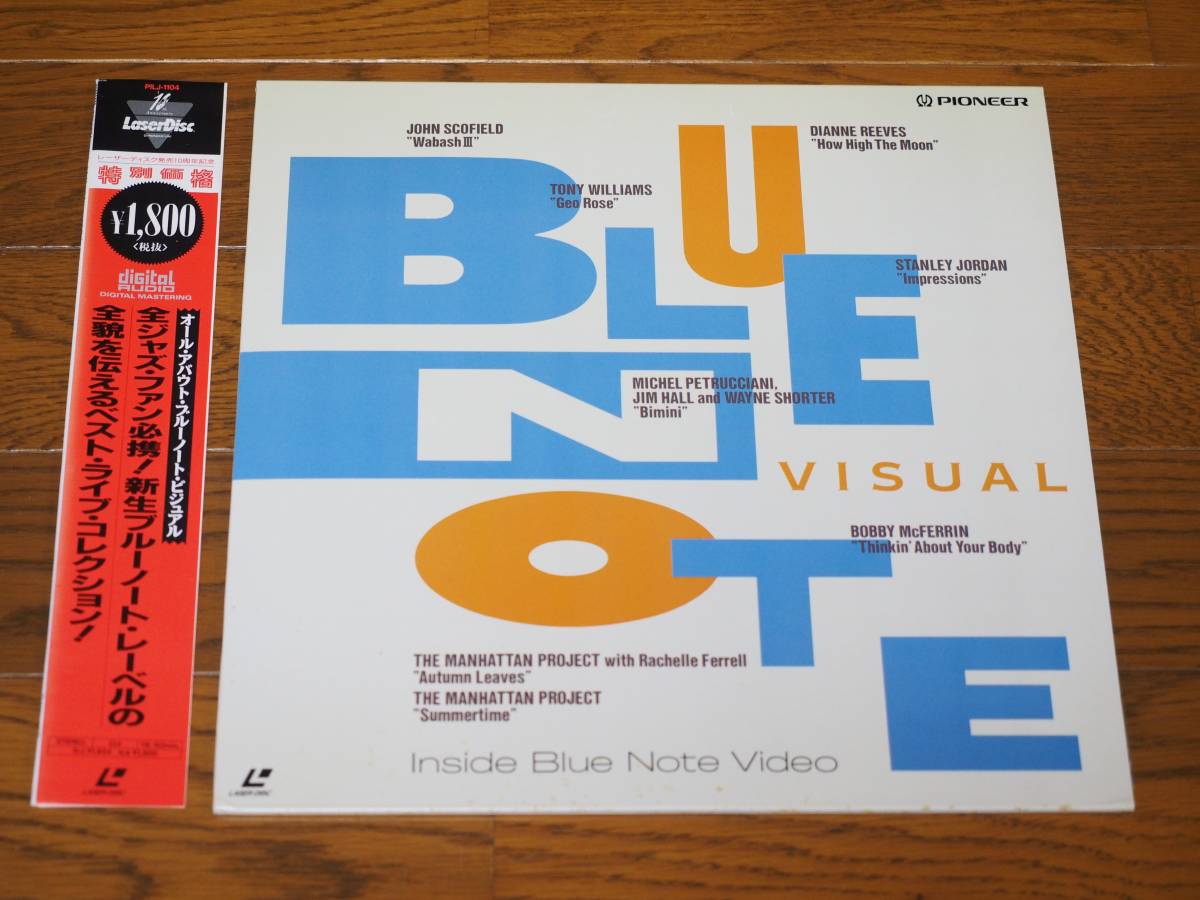 PILJ-1104
10th
Anniversary
LaserDisc
レーザーディスク発売10周年記念
特別価格
¥1,800
〈税抜〉
digital
AUDIO
DIGITAL MASTERING
オール・アバウト・ブルーノート・ビジュアル
全ジャズ・ファン必携!新生ブルーノート・レーベルの
全貌を伝えるベスト・ライブ・コレクション!
STEREO
LASER DISC
PIONEER
JOHN SCOFIELD
"Wabash III"
DIANNE REEVES
"How High The Moon"
TONY WILLIAMS
"Geo Rose"
STANLEY JORDAN
"Impressions"
BLUE
NOTE
VISUAL
MICHEL PETRUCCIANI,
JIM HALL and WAYNE SHORTER
"Bimini"
BOBBY McFERRIN
"Thinkin' About Your Body"
THE MANHATTAN PROJECT with Rachelle Ferrell
"Autumn Leaves"
THE MANHATTAN PROJECT
"Summertime"
Inside Blue Note Video
LASER DISC